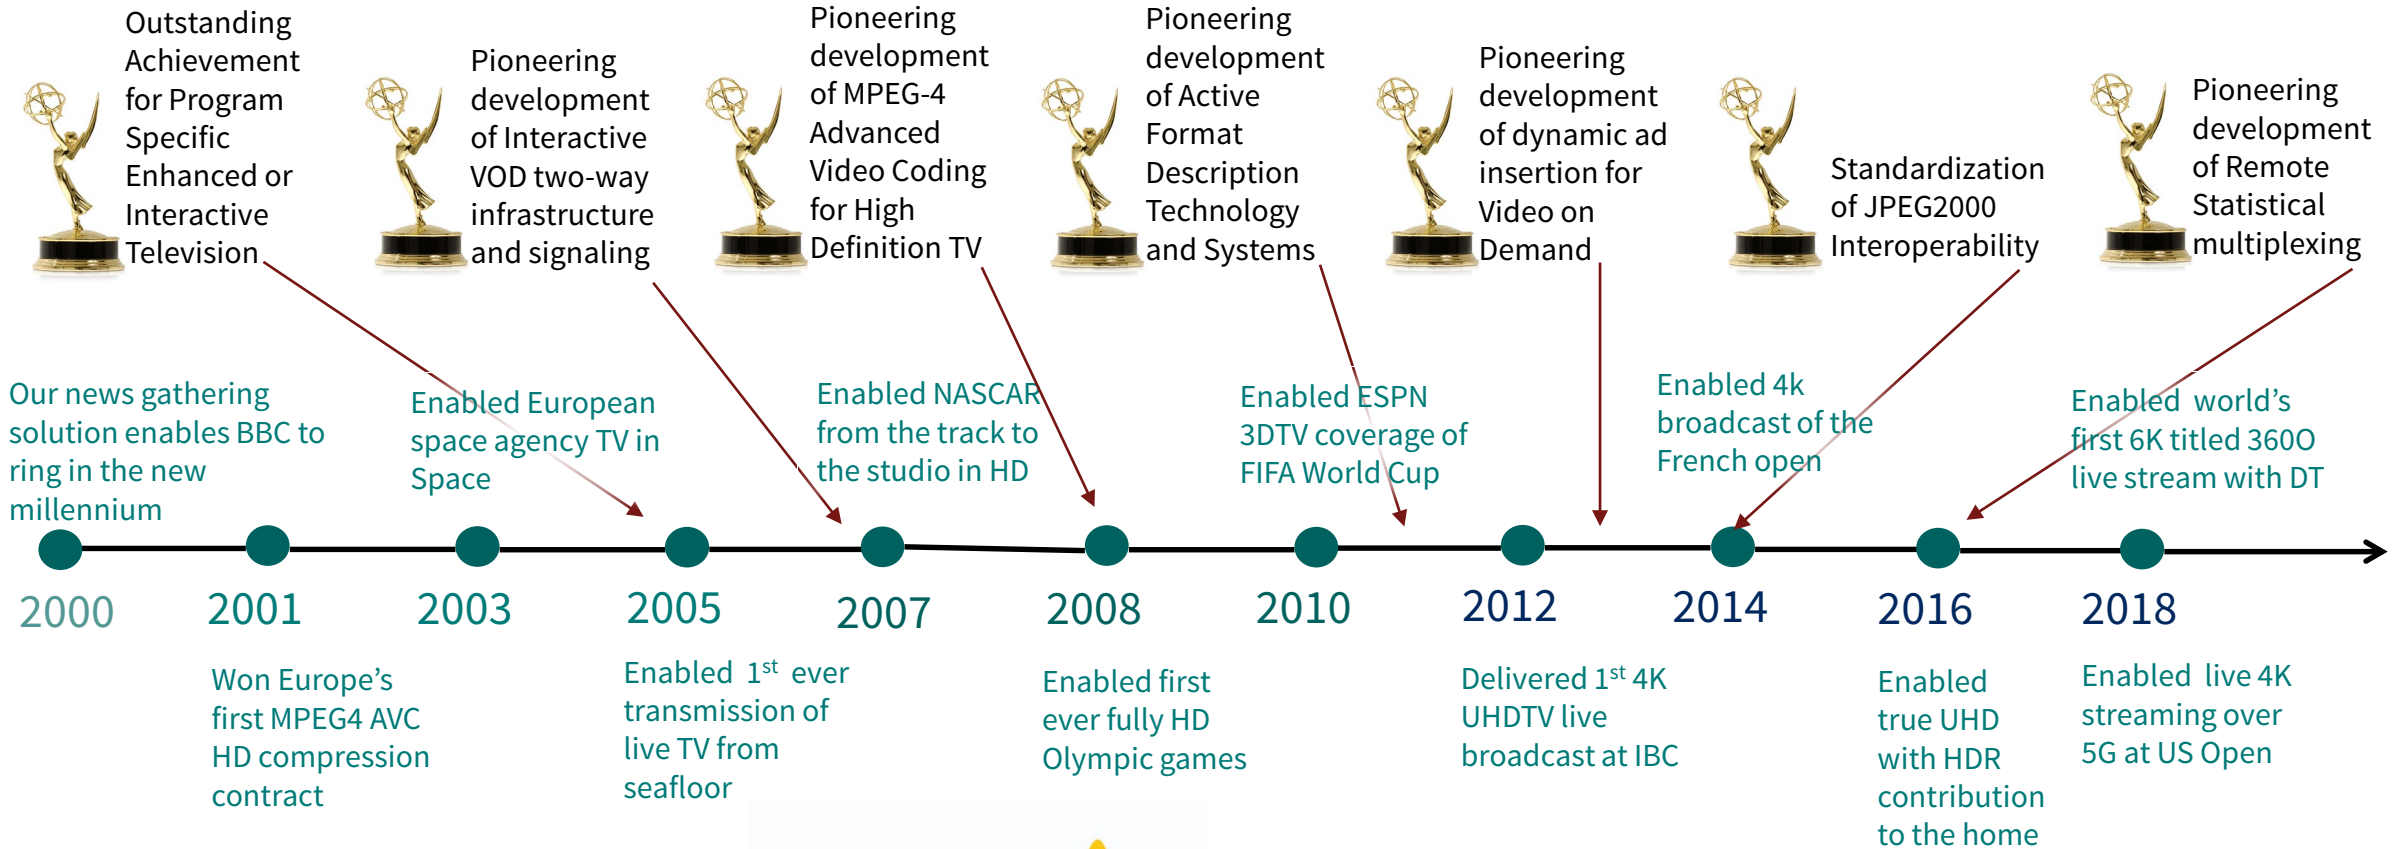 Outstanding
Achievement
for Program
Specific
Enhanced or
Interactive
Television
Pioneering
development
of Interactive
VOD two-way
infrastructure
and signaling
Pioneering
development
of MPEG-4
Advanced
Video Coding
for High
Definition TV
Pioneering
development
of Active
Format
Description
Technology
and Systems
Pioneering
development
of dynamic ad
insertion for
Video on
Demand
Standardization
of JPEG2000
Interoperability
Pioneering
development
of Remote
Statistical
multiplexing
Our news gathering
solution enables BBC to
ring in the new
millennium
Enabled European
space agency TV in
Space
Enabled NASCAR
from the track to
the studio in HD
Enabled ESPN
3DTV coverage of
FIFA World Cup
Enabled 4k
broadcast of the
French open
Enabled world’s
first 6K titled 360O
live stream with DT
2000
2001
2003
2005
2007
2008
2010
2012
2014
2016
2018
Won Europe’s
first MPEG4 AVC
HD compression
contract
Enabled 1st ever
transmission of
live TV from
seafloor
Enabled first
ever fully HD
Olympic games
Delivered 1st 4K
UHDTV live
broadcast at IBC
Enabled
true UHD
with HDR
contribution
to the home
Enabled live 4K
streaming over
5G at US Open